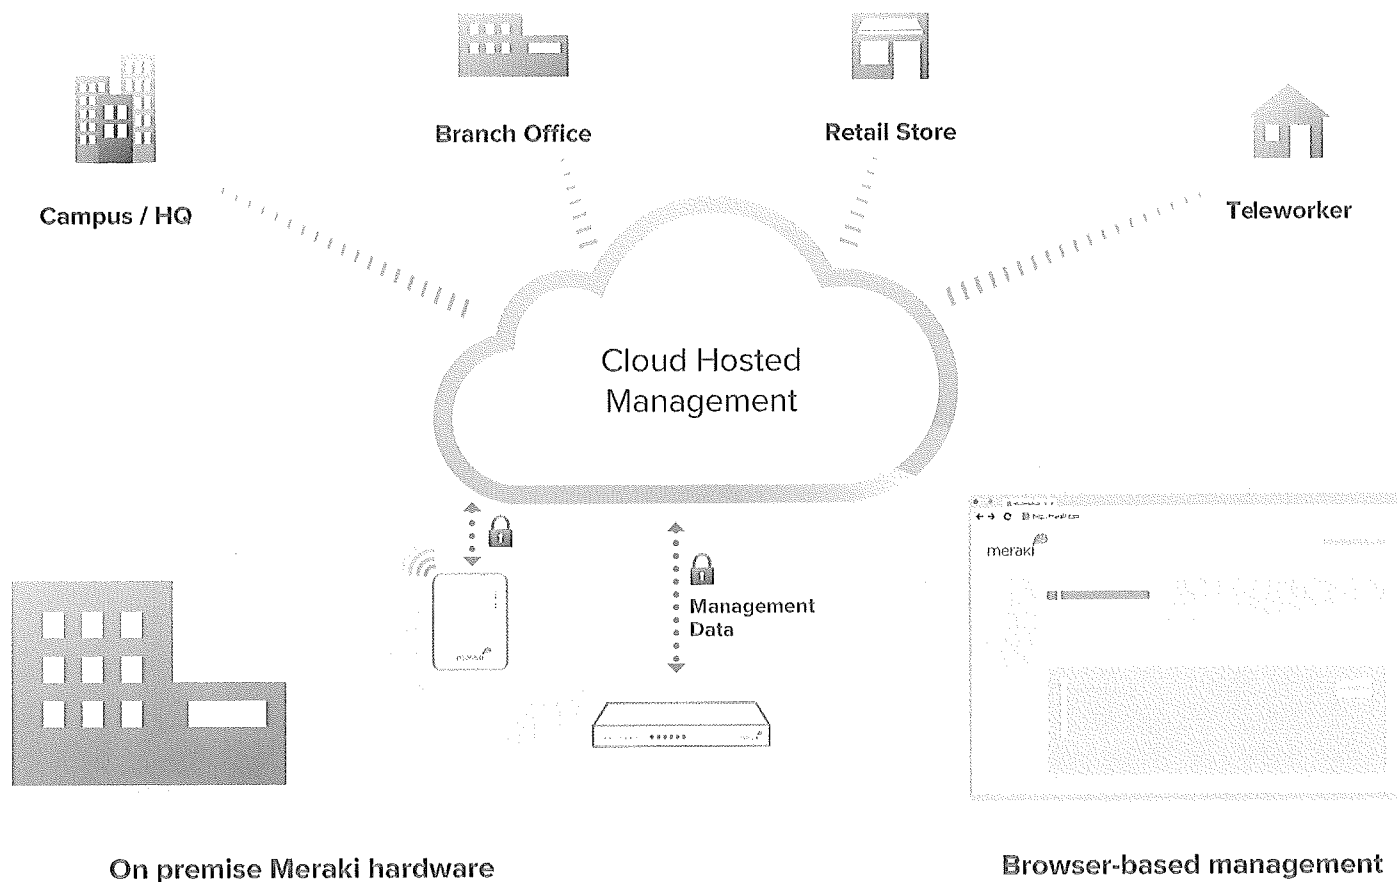 Branch Office
Retail Store
Campus / HQ
Teleworker
Cloud Hosted
Management
meraki
Management
Data
meraki
On premise Meraki hardware
Browser-based management